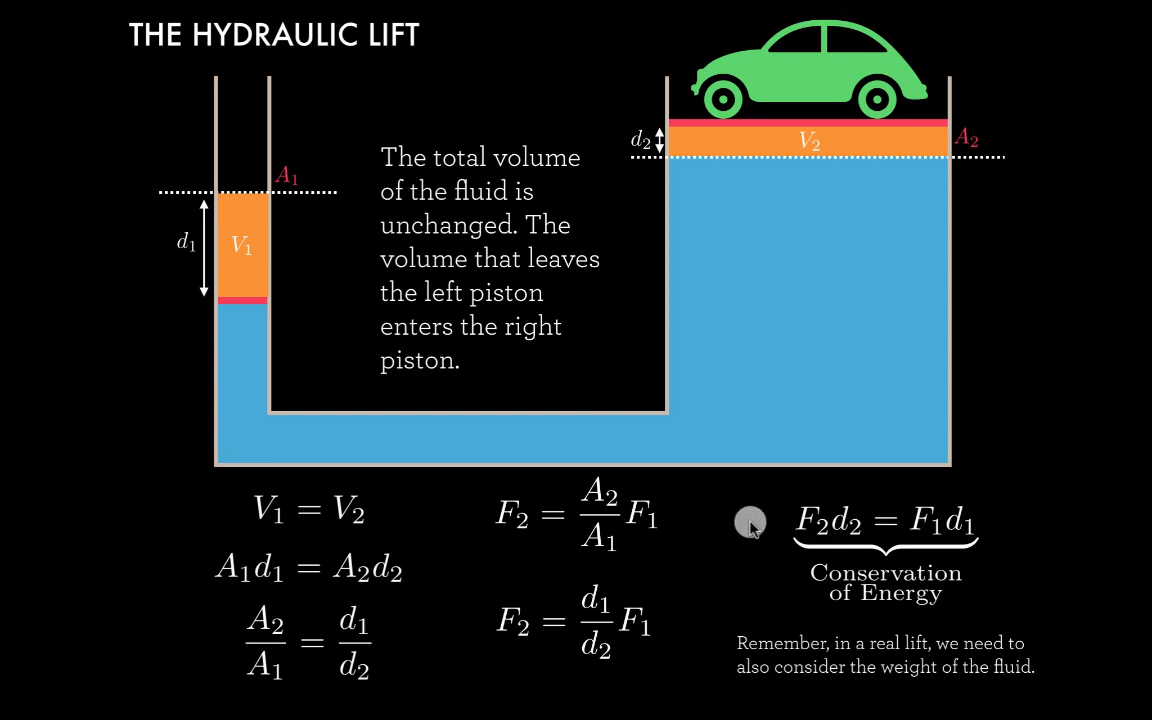 THE HYDRAULIC LIFT
d₂
V₂
A₂
A₁
d₁
V₁
The total volume
of the fluid is
unchanged. The
volume that leaves
the left piston
enters the right
piston.
V₁ = V₂
A₁d₁ = A₂d₂
A₂/A₁ = d₁/d₂
F₂ = A₂/A₁ F₁
F₂ = d₁/d₂ F₁
F₂d₂ = F₁d₁
Conservation
of Energy
Remember, in a real lift, we need to
also consider the weight of the fluid.